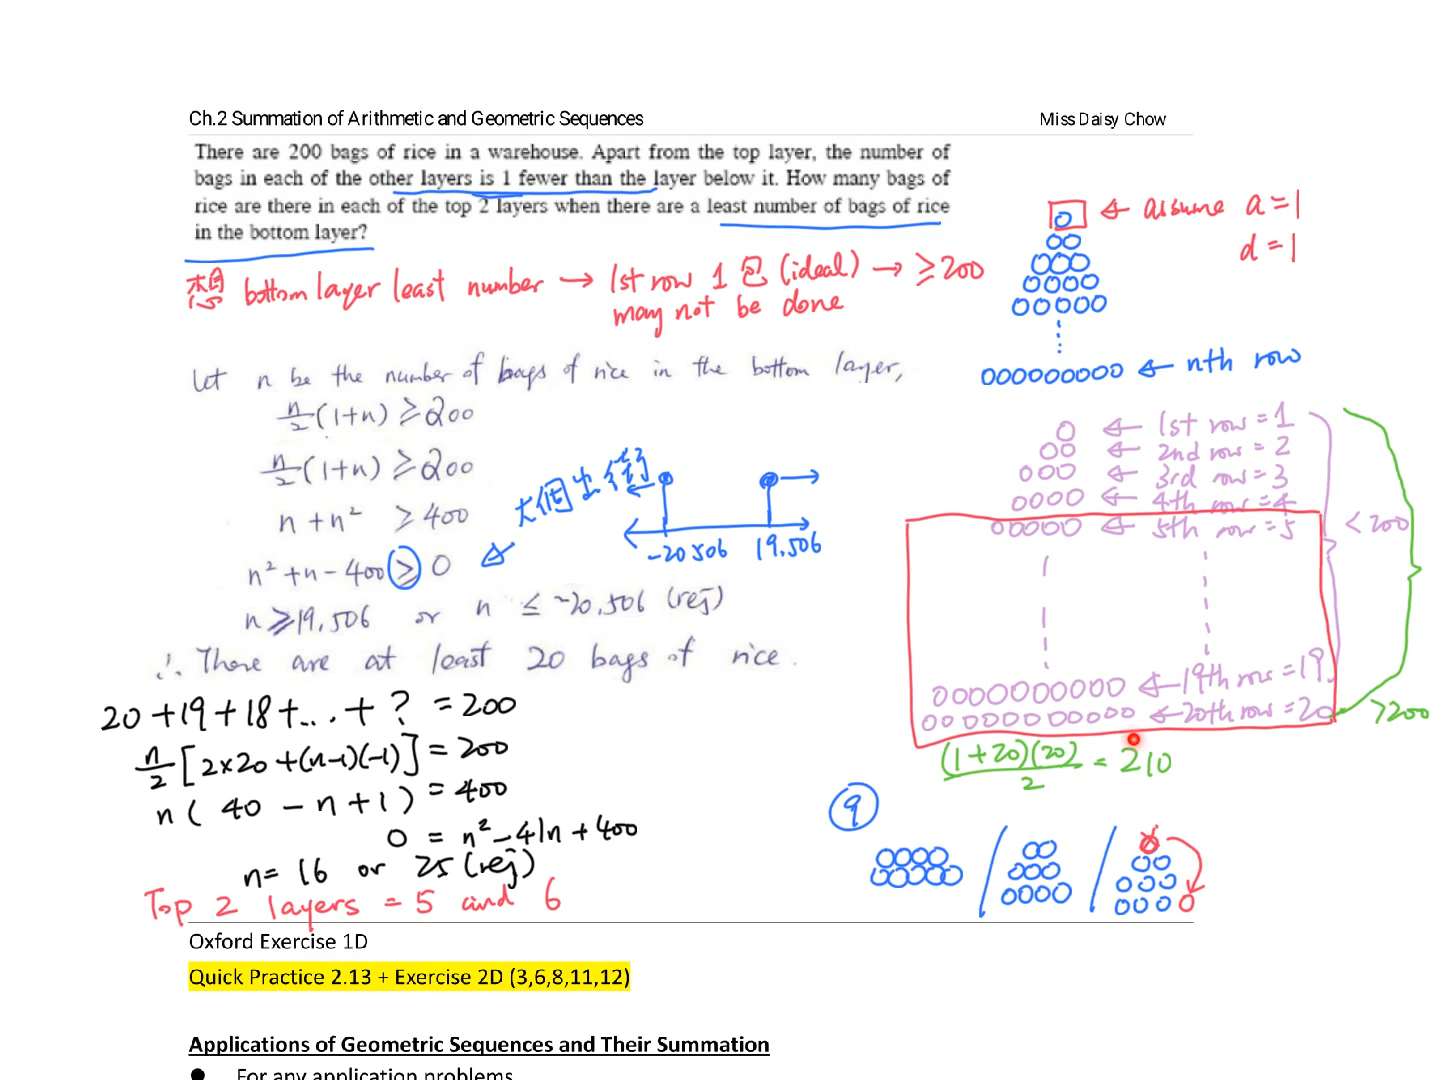 Ch.2 Summation of Arithmetic and Geometric Sequences
Miss Daisy Chow
There are 200 bags of rice in a warehouse. Apart from the top layer, the number of
bags in each of the other layers is 1 fewer than the layer below it. How many bags of
rice are there in each of the top 2 layers when there are a least number of bags of rice
in the bottom layer?
← assume a=1
d=1
想 bottom layer least number → 1st row 1包 (ideal) → ≥200
may not be done
← nth row
Let n be the number of bags of rice in the bottom layer,
n/2 (1+n) ≥ 200
n/2 (1+n) ≥ 200
n + n² ≥ 400
n² + n - 400 ≥ 0
n ≥ 19.506 or n ≤ -20.506 (rej)
∴ There are at least 20 bags of rice.
大個出行
-20.506 19.506
← 1st row = 1
← 2nd row = 2
← 3rd row = 3
← 4th row = 4
← 5th row = 5
← 19th row = 19
← 20th row = 20
< 200
>200
(1+20)(20)/2 = 210
20+19+18+...+? = 200
n/2 [2×20+(n-1)(-1)] = 200
n(40-n+1) = 400
0 = n²-41n+400
n= 16 or 25 (rej)
Top 2 layers = 5 and 6
9
Oxford Exercise 1D
Quick Practice 2.13 + Exercise 2D (3,6,8,11,12)
Applications of Geometric Sequences and Their Summation
● For any application problems